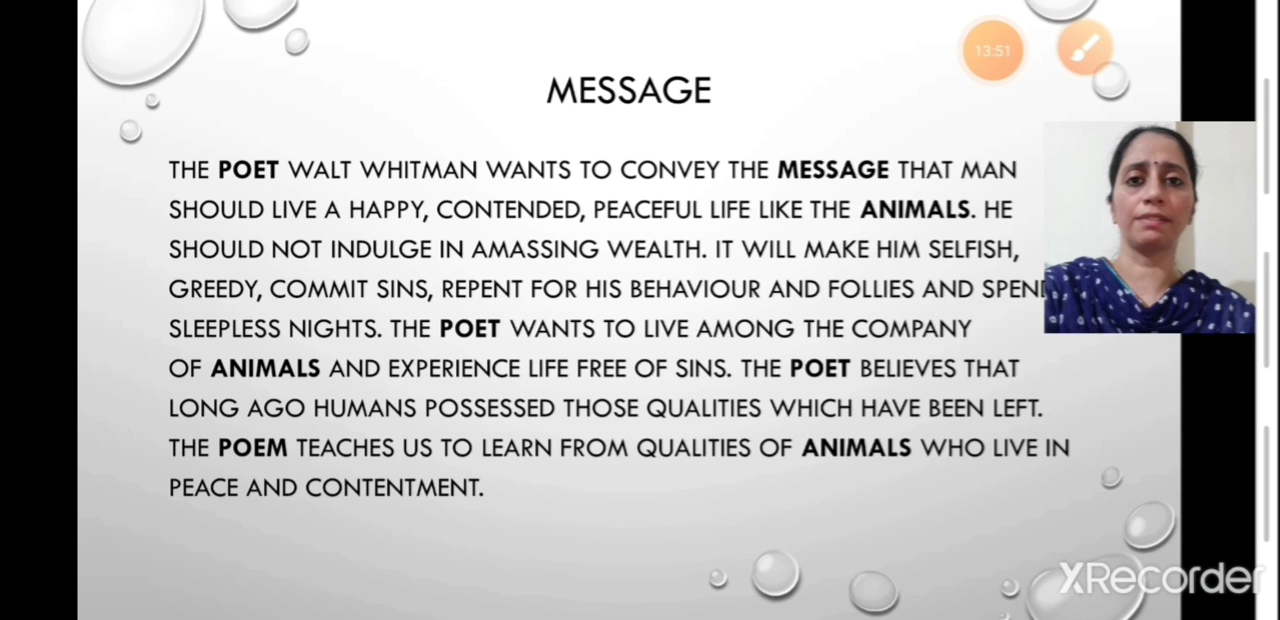 13:51
MESSAGE
THE POET WALT WHITMAN WANTS TO CONVEY THE MESSAGE THAT MAN
SHOULD LIVE A HAPPY, CONTENDED, PEACEFUL LIFE LIKE THE ANIMALS. HE
SHOULD NOT INDULGE IN AMASSING WEALTH. IT WILL MAKE HIM SELFISH,
GREEDY, COMMIT SINS, REPENT FOR HIS BEHAVIOUR AND FOLLIES AND SPEND
SLEEPLESS NIGHTS. THE POET WANTS TO LIVE AMONG THE COMPANY
OF ANIMALS AND EXPERIENCE LIFE FREE OF SINS. THE POET BELIEVES THAT
LONG AGO HUMANS POSSESSED THOSE QUALITIES WHICH HAVE BEEN LEFT.
THE POEM TEACHES US TO LEARN FROM QUALITIES OF ANIMALS WHO LIVE IN
PEACE AND CONTENTMENT.
XRecorder